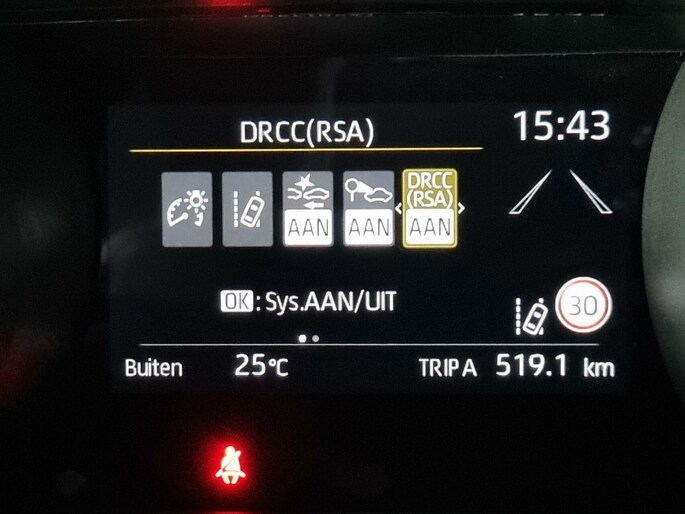 DRCC(RSA)
15:43
AAN
AAN
DRCC
(RSA)
AAN
OK: Sys.AAN/UIT
30
Buiten 25°C
TRIP A 519.1 km